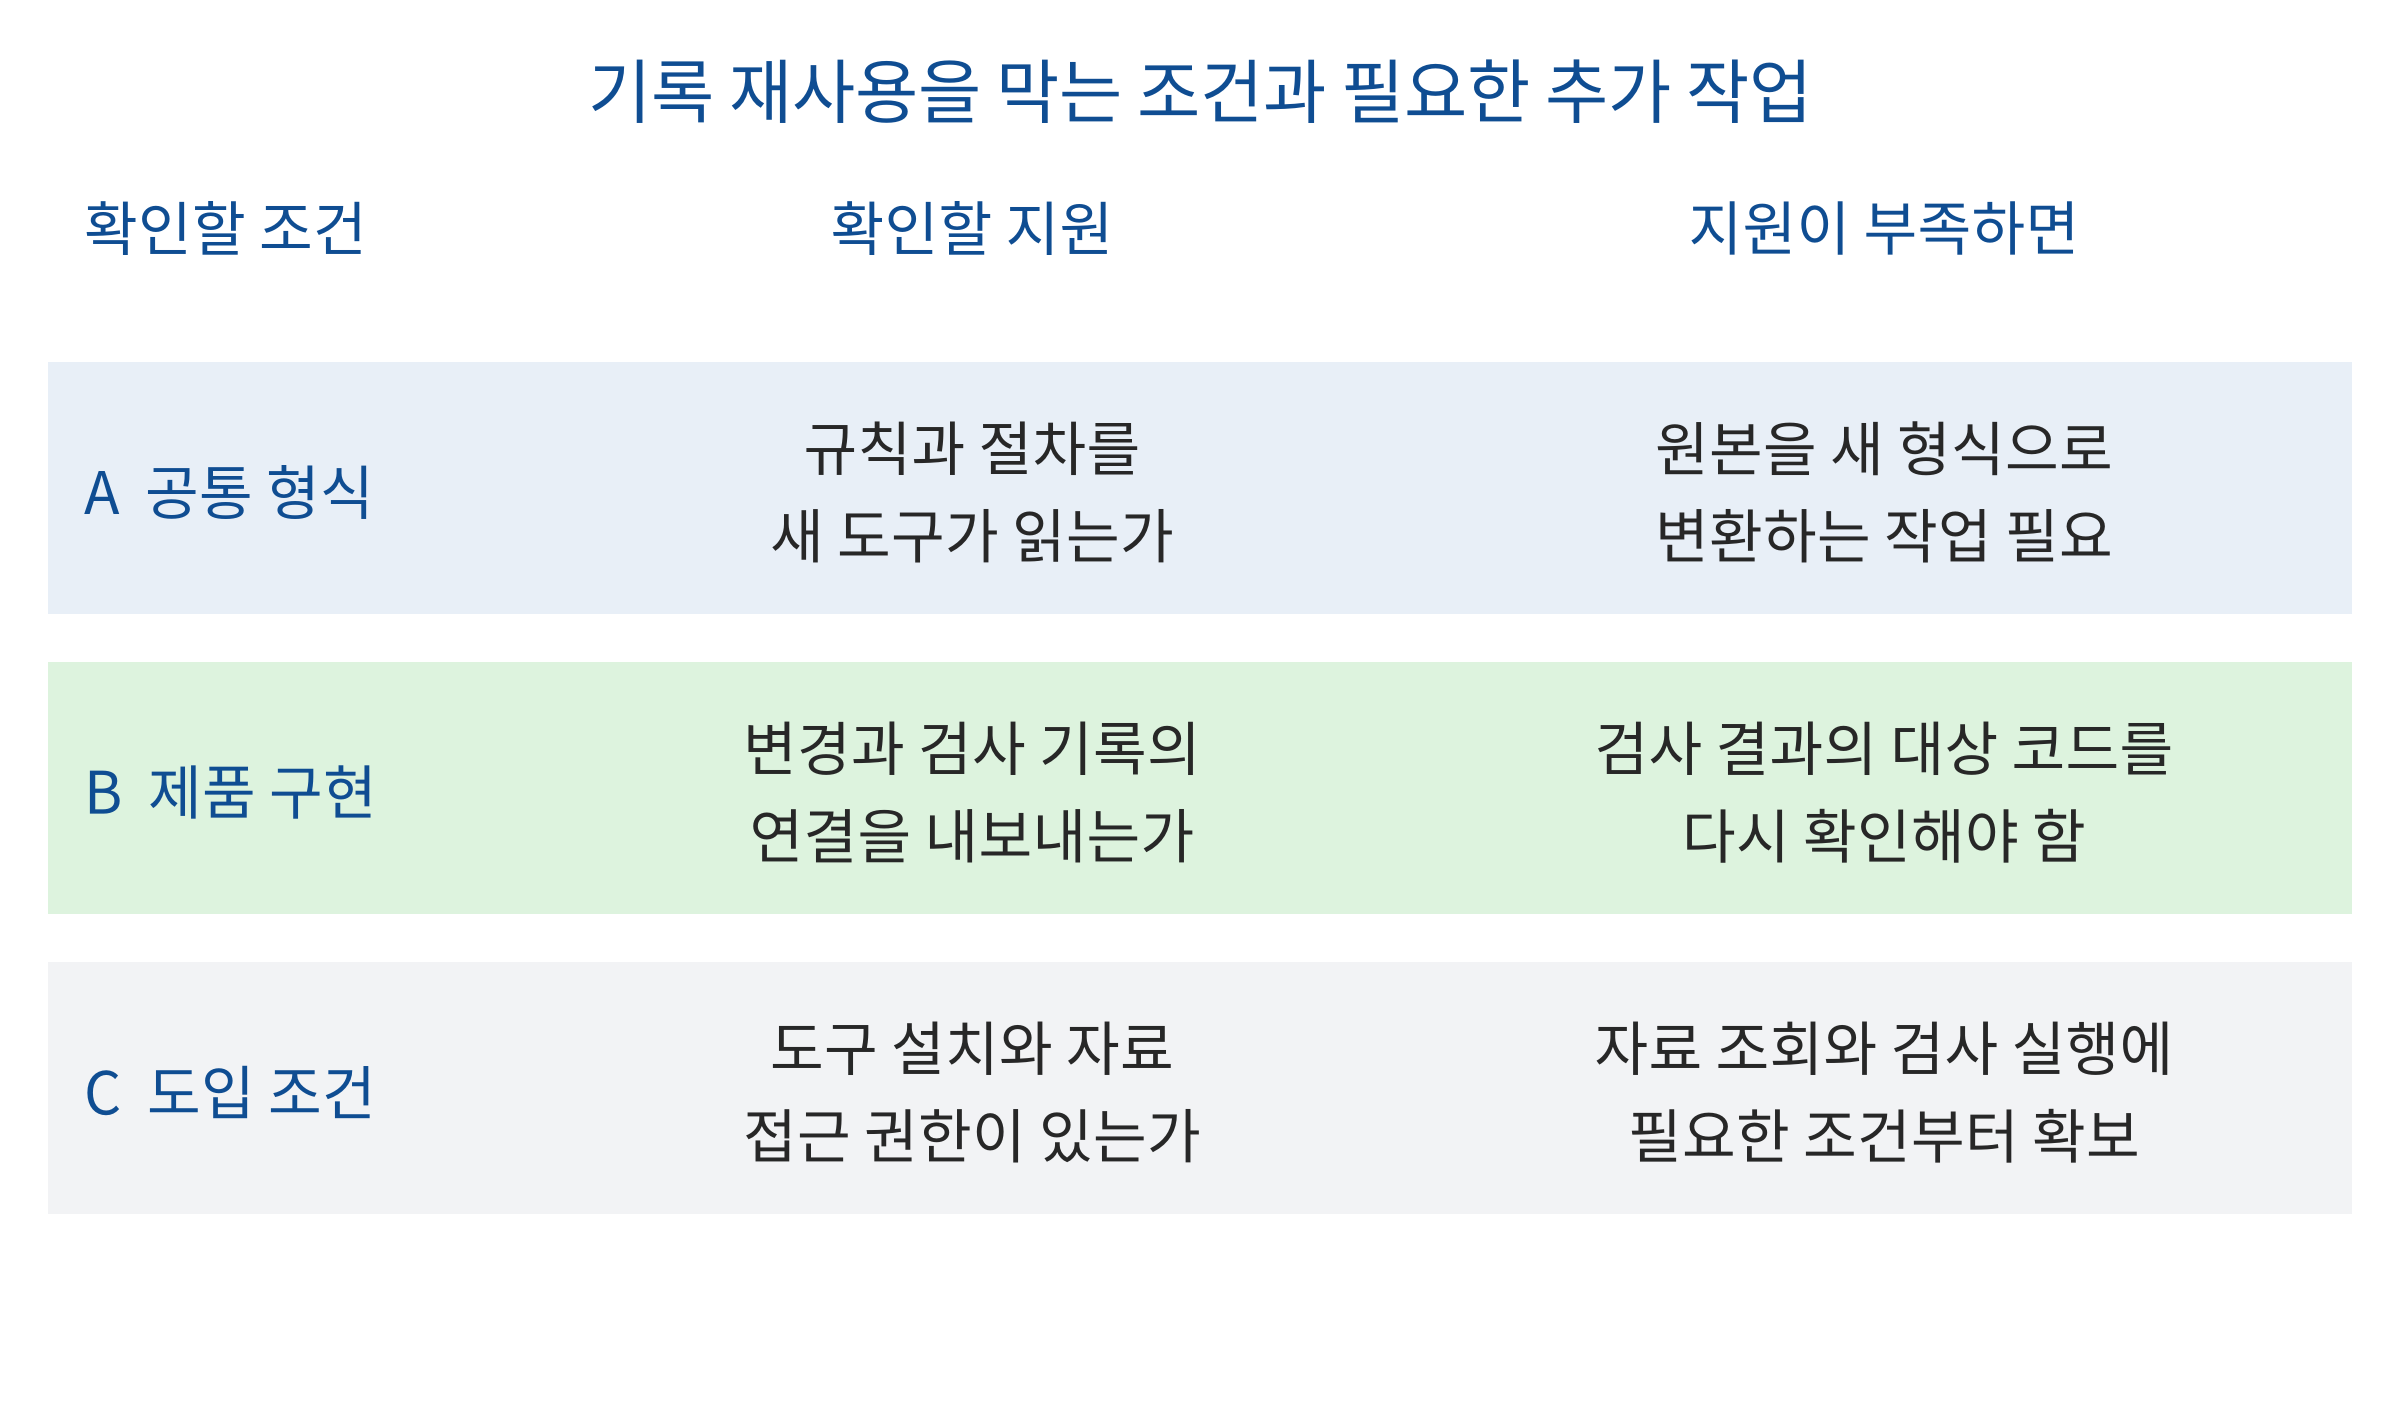 기록 재사용을 막는 조건과 필요한 추가 작업
확인할 조건
확인할 지원
지원이 부족하면
A 공통 형식
규칙과 절차를
새 도구가 읽는가
원본을 새 형식으로
변환하는 작업 필요
B 제품 구현
변경과 검사 기록의
연결을 내보내는가
검사 결과의 대상 코드를
다시 확인해야 함
C 도입 조건
도구 설치와 자료
접근 권한이 있는가
자료 조회와 검사 실행에
필요한 조건부터 확보